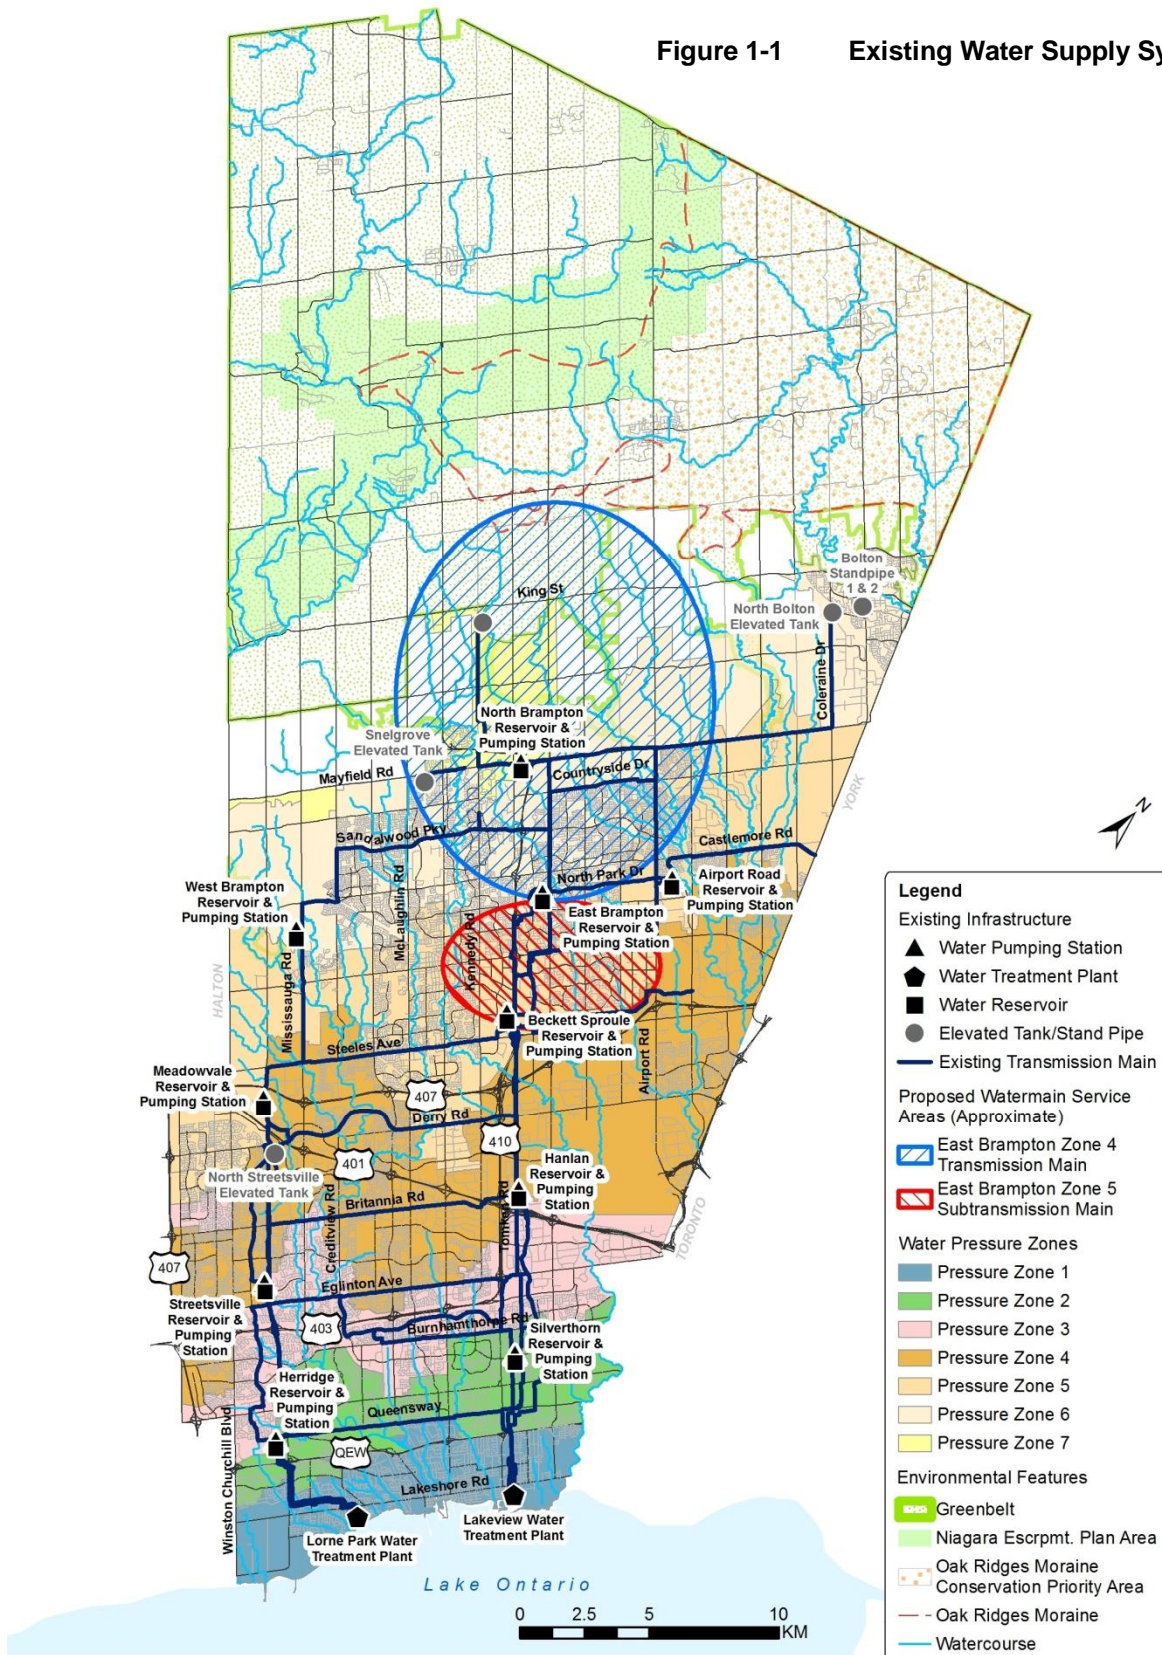 Figure 1-1 Existing Water Supply Sy
Bolton
Standpipe
1 & 2
King St
North Bolton
Elevated Tank
Coleraine Dr
North Brampton
Reservoir &
Pumping Station
Snelgrove
Elevated Tank
Mayfield Rd
Countryside Dr
YORK
N
Sandalwood Pky
Castlemore Rd
McLaughlin Rd
North Park Dr
Airport Road
Reservoir &
Pumping Station
West Brampton
Reservoir &
Pumping Station
Kennedy Rd
East Brampton
Reservoir &
Pumping Station
HALTON
Mississauga Rd
Beckett Sproule
Reservoir &
Pumping Station
Steeles Ave
Airport Rd
Meadowvale
Reservoir &
Pumping Station
407
Derry Rd
410
401
Hanlan
Reservoir &
Pumping
Station
North Streetsville
Elevated Tank
Britannia Rd
Creditview Rd
Tomken Rd
TORONTO
407
Eglinton Ave
Streetsville
Reservoir &
Pumping
Station
403
Burnhamthorpe Rd
Silverthorn
Reservoir &
Pumping
Station
Herridge
Reservoir &
Pumping
Station
Queensway
Winston Churchill Blvd
QEW
Lakeshore Rd
Lakeview Water
Treatment Plant
Lorne Park Water
Treatment Plant
Lake Ontario
0 2.5 5 10
KM
Legend
Existing Infrastructure
Water Pumping Station
Water Treatment Plant
Water Reservoir
Elevated Tank/Stand Pipe
Existing Transmission Main
Proposed Watermain Service
Areas (Approximate)
East Brampton Zone 4
Transmission Main
East Brampton Zone 5
Subtransmission Main
Water Pressure Zones
Pressure Zone 1
Pressure Zone 2
Pressure Zone 3
Pressure Zone 4
Pressure Zone 5
Pressure Zone 6
Pressure Zone 7
Environmental Features
Greenbelt
Niagara Escrpmt. Plan Area
Oak Ridges Moraine
Conservation Priority Area
Oak Ridges Moraine
Watercourse